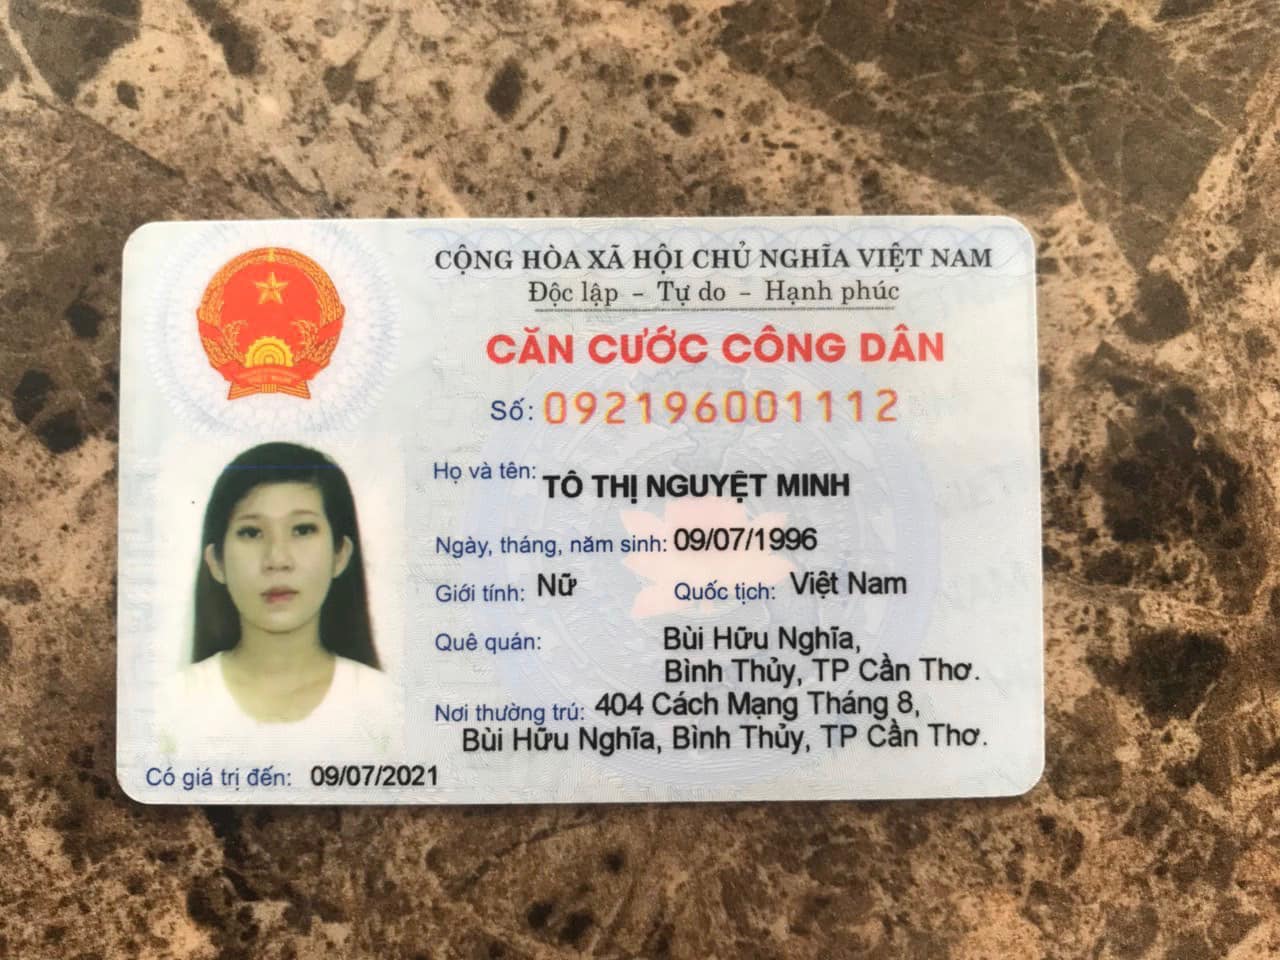 CỘNG HÒA XÃ HỘI CHỦ NGHĨA VIỆT NAM
Độc lập – Tự do – Hạnh phúc
CĂN CƯỚC CÔNG DÂN
Số: 092196001112
Họ và tên: TÔ THỊ NGUYỆT MINH
Ngày, tháng, năm sinh: 09/07/1996
Giới tính: Nữ Quốc tịch: Việt Nam
Quê quán: Bùi Hữu Nghĩa,
Bình Thủy, TP Cần Thơ.
Nơi thường trú: 404 Cách Mạng Tháng 8,
Bùi Hữu Nghĩa, Bình Thủy, TP Cần Thơ.
Có giá trị đến: 09/07/2021